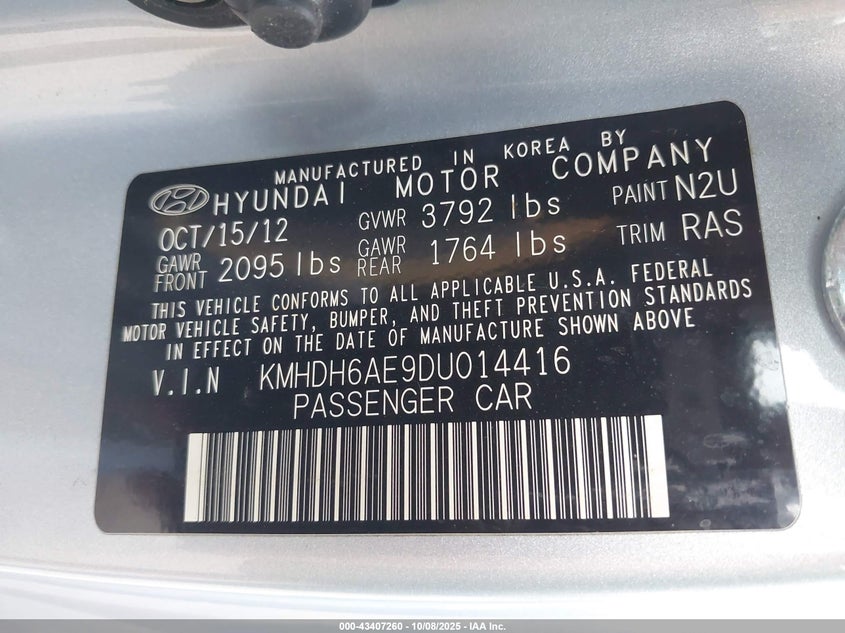 MANUFACTURED IN KOREA BY
HYUNDAI MOTOR COMPANY
OCT/15/12 GVWR 3792 lbs PAINT N2U
GAWR FRONT 2095 lbs GAWR REAR 1764 lbs TRIM RAS
THIS VEHICLE CONFORMS TO ALL APPLICABLE U.S.A. FEDERAL
MOTOR VEHICLE SAFETY, BUMPER, AND THEFT PREVENTION STANDARDS
IN EFFECT ON THE DATE OF MANUFACTURE SHOWN ABOVE
V.I.N KMHDH6AE9DU014416
PASSENGER CAR
000-43407260 - 10/08/2025 - IAA Inc.